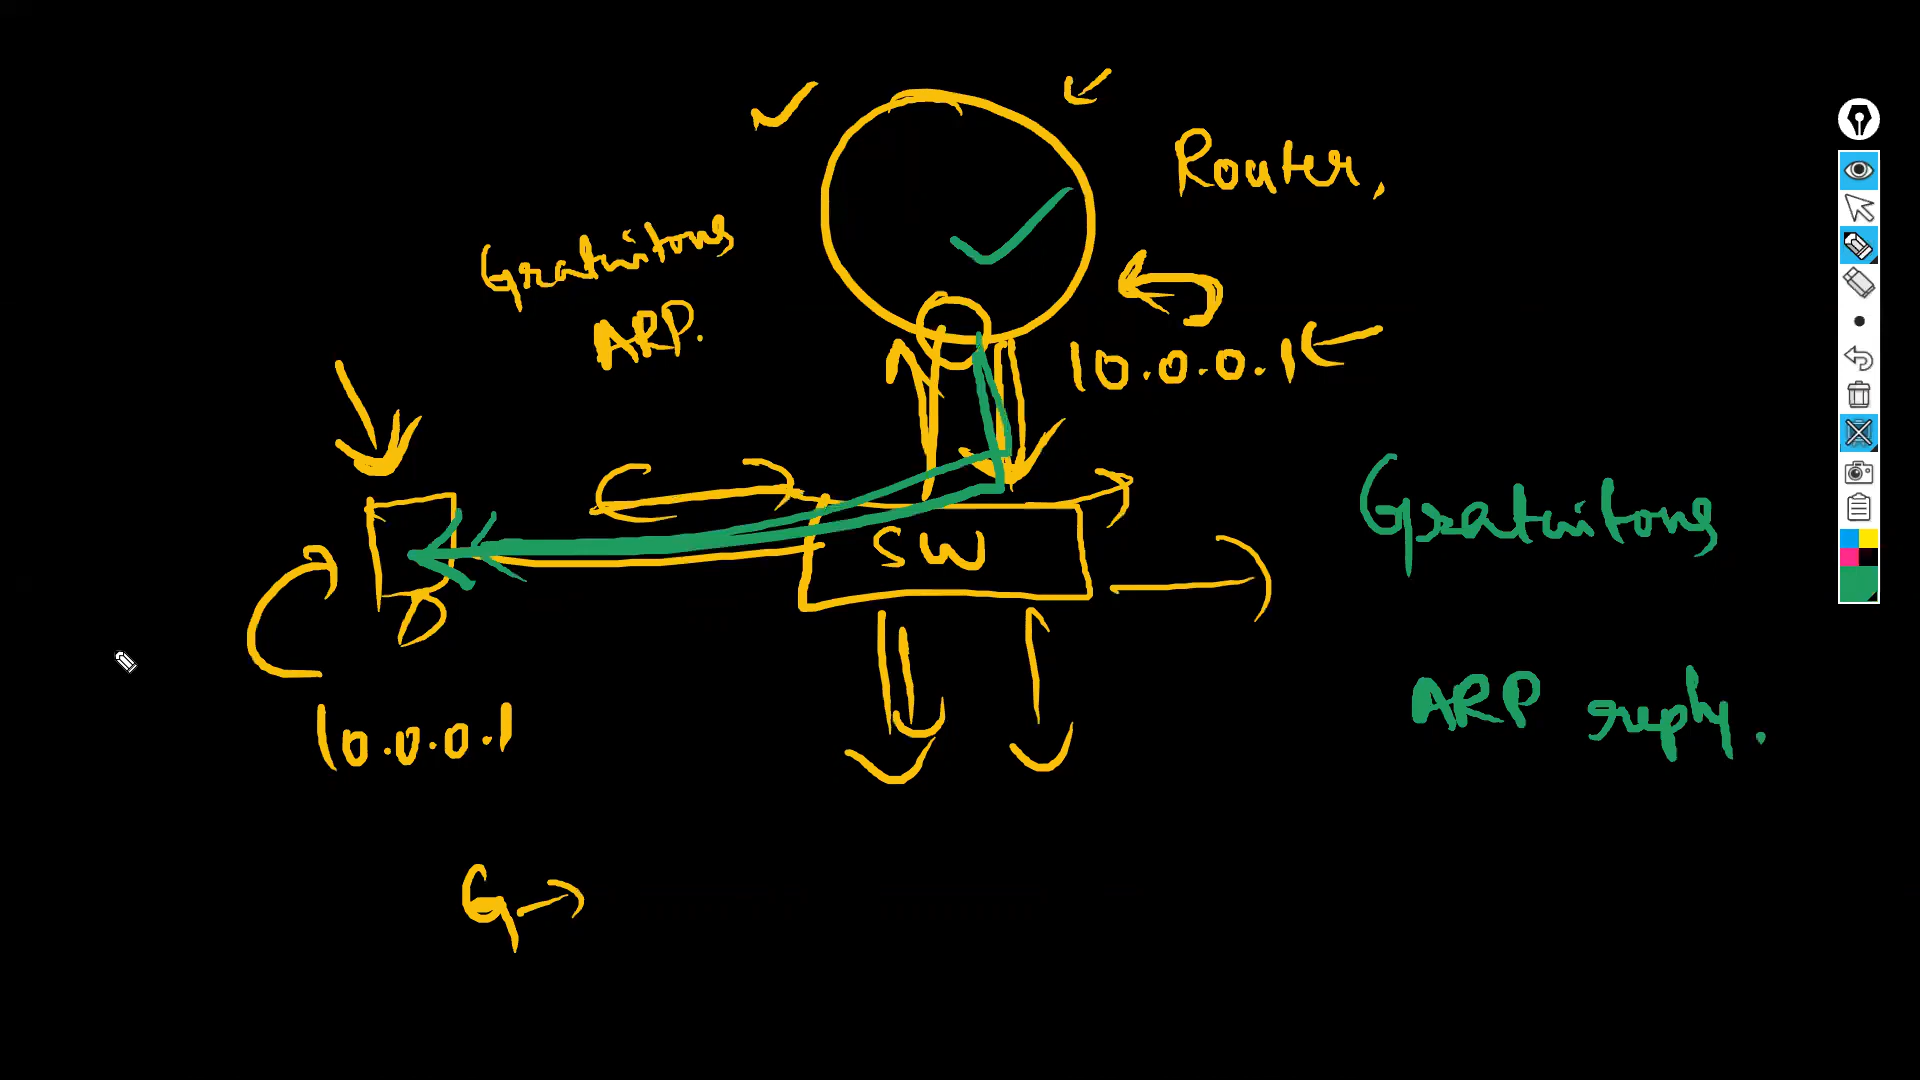 Router,
Gratuitous
ARP.
10.0.0.1
SW
Gratuitous
ARP reply.
10.0.0.1
G